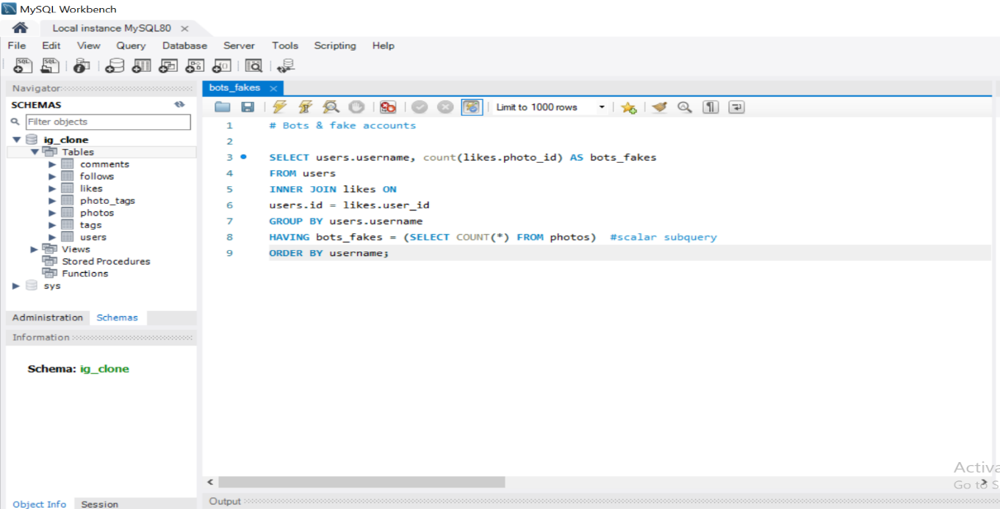 MySQL Workbench
Local instance MySQL80
File Edit View Query Database Server Tools Scripting Help
Navigator
SCHEMAS
Filter objects
ig_clone
Tables
comments
follows
likes
photo_tags
photos
tags
users
Views
Stored Procedures
Functions
sys
Administration Schemas
Information
Schema: ig_clone
Object Info Session
bots_fakes
Limit to 1000 rows
1 # Bots & fake accounts
2
3 SELECT users.username, count(likes.photo_id) AS bots_fakes
4 FROM users
5 INNER JOIN likes ON
6 users.id = likes.user_id
7 GROUP BY users.username
8 HAVING bots_fakes = (SELECT COUNT(*) FROM photos) #scalar subquery
9 ORDER BY username;
Output
Activa
Go to S